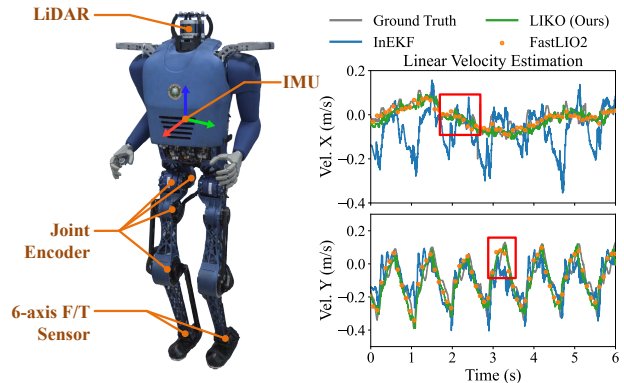 LiDAR
IMU
Joint
Encoder
6-axis F/T
Sensor
Ground Truth
LIKO (Ours)
InEKF
FastLIO2
Linear Velocity Estimation
Vel. X (m/s)
0.2
0.0
−0.2
−0.4
Vel. Y (m/s)
0.2
0.0
−0.2
−0.4
0 1 2 3 4 5 6
Time (s)